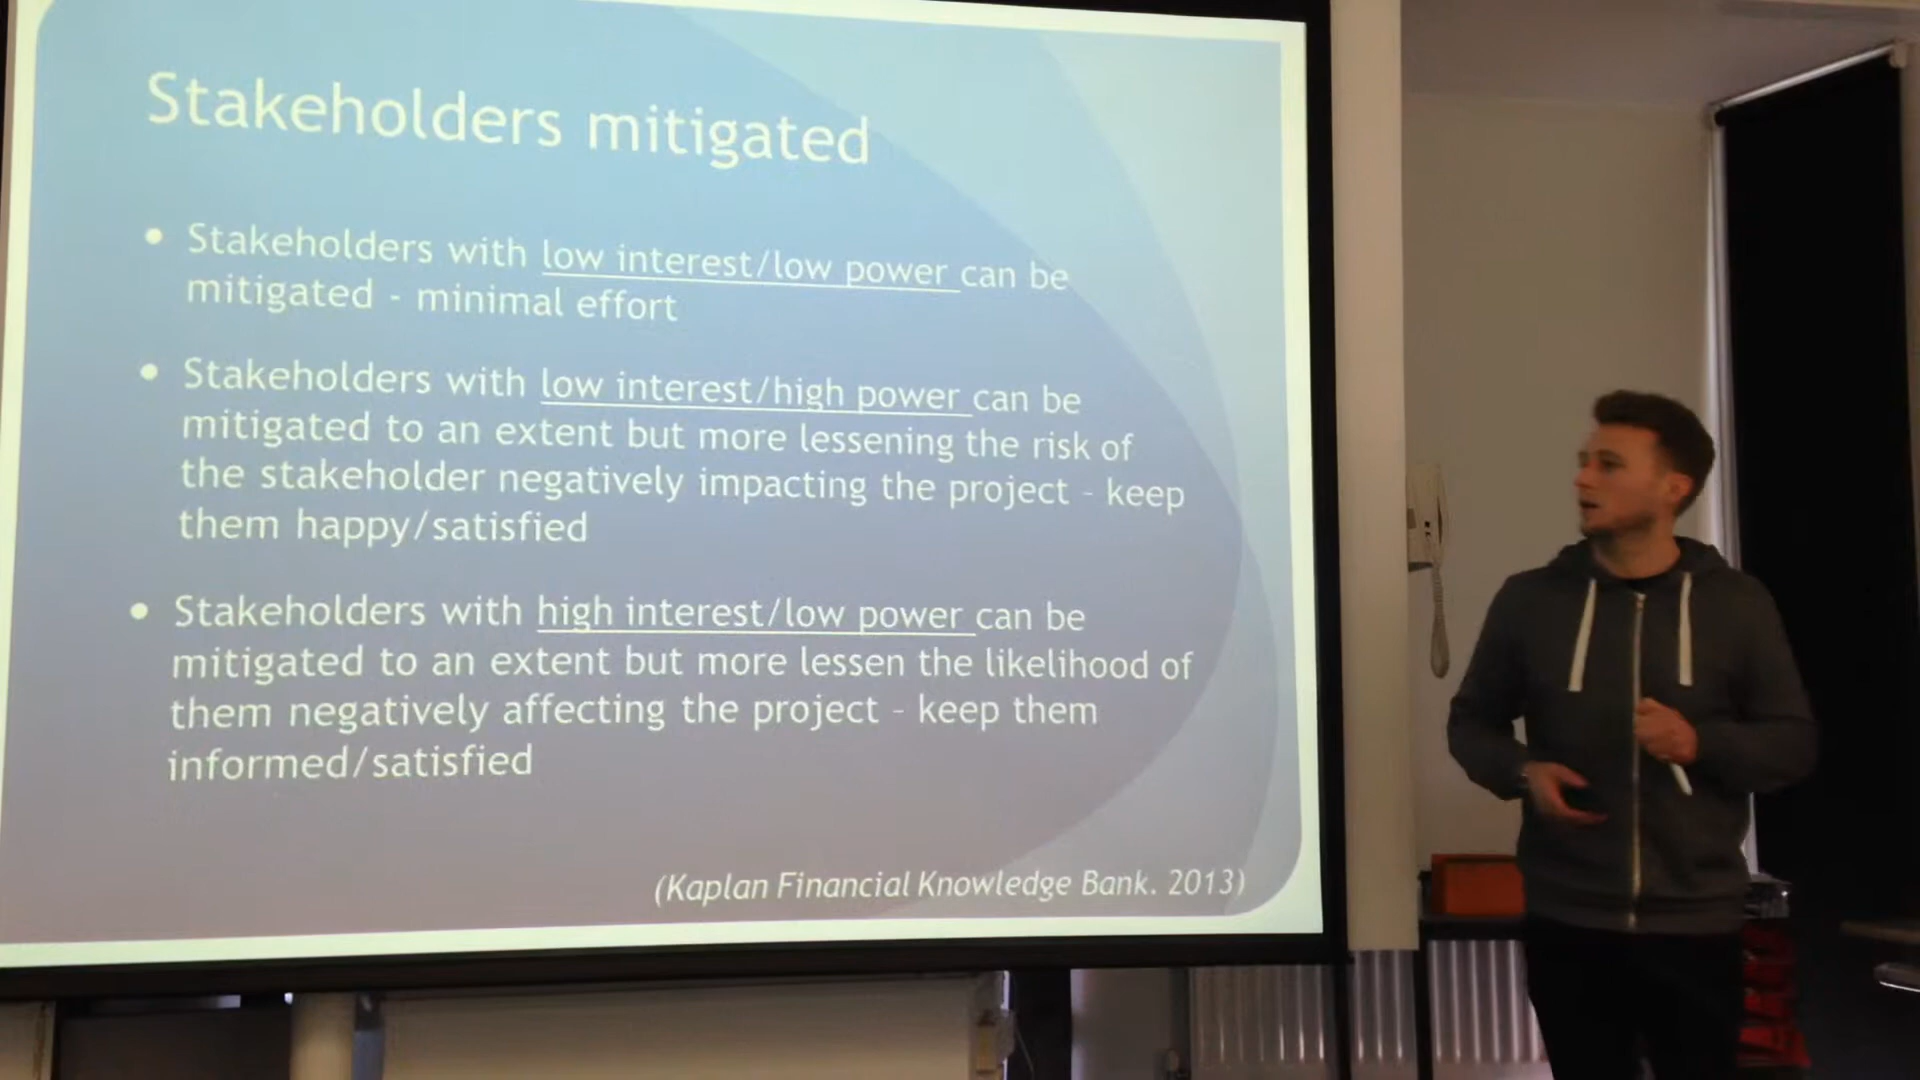 Stakeholders mitigated
• Stakeholders with low interest/low power can be
mitigated - minimal effort
• Stakeholders with low interest/high power can be
mitigated to an extent but more lessening the risk of
the stakeholder negatively impacting the project - keep
them happy/satisfied
• Stakeholders with high interest/low power can be
mitigated to an extent but more lessen the likelihood of
them negatively affecting the project - keep them
informed/satisfied
(Kaplan Financial Knowledge Bank. 2013)